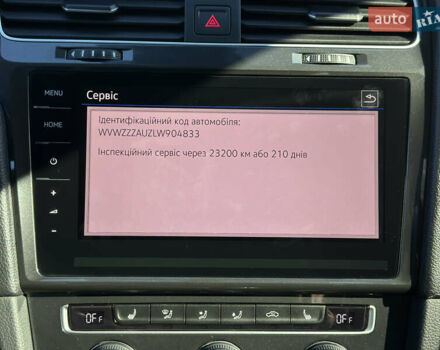 auto RIA
MENU
Сервіс
Ідентифікаційний код автомобіля:
WVWZZZAUZLW904833
HOME
Інспекційний сервіс через 23200 км або 210 днів
OFF
OFF